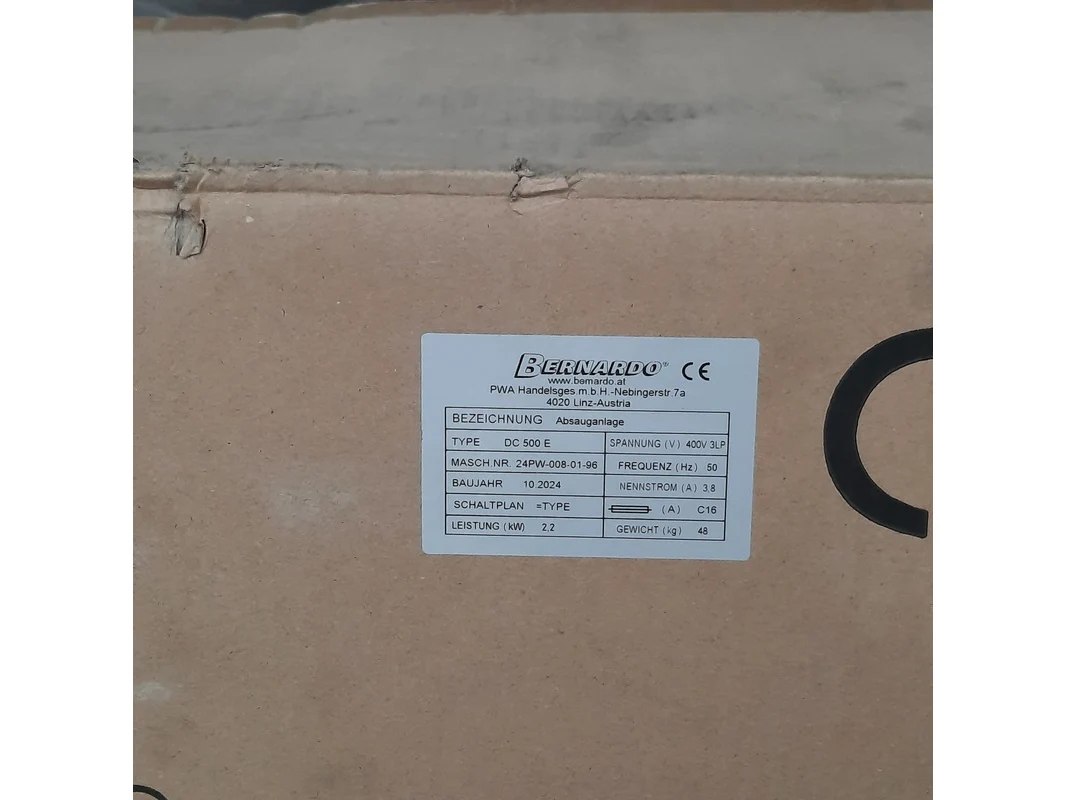 BERNARDO® CE
www.bernardo.at
PWA Handelsges.m.b.H.-Nebingerstr.7a
4020 Linz-Austria
BEZEICHNUNG Absauganlage
TYPE DC 500 E SPANNUNG (V) 400V 3LP
MASCH.NR. 24PW-008-01-96 FREQUENZ (Hz) 50
BAUJAHR 10.2024 NENNSTROM (A) 3,8
SCHALTPLAN =TYPE (A) C16
LEISTUNG (kW) 2,2 GEWICHT (kg) 48